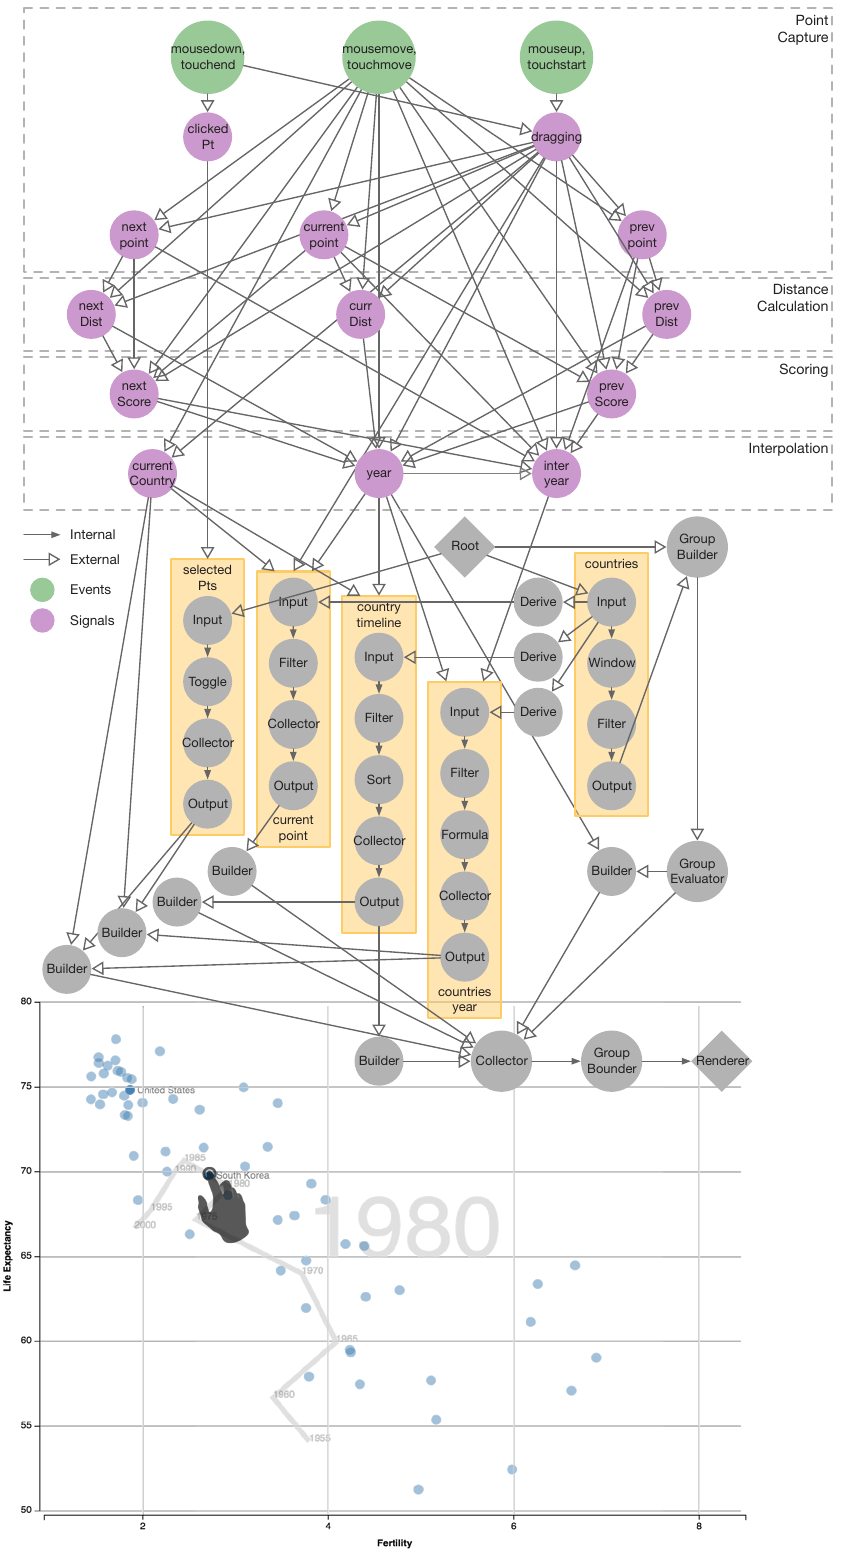 Point
Capture
mousedown,
touchend
mousemove,
touchmove
mouseup,
touchstart
clicked
Pt
dragging
next
point
current
point
prev
point
Distance
Calculation
next
Dist
curr
Dist
prev
Dist
Scoring
next
Score
prev
Score
Interpolation
current
Country
year
inter
year
Internal
External
Events
Signals
Root
Group
Builder
selected
Pts
Input
Toggle
Collector
Output
Input
Filter
Collector
Output
current
point
country
timeline
Input
Filter
Sort
Collector
Output
Input
Filter
Formula
Collector
Output
countries
year
Derive
Derive
Derive
countries
Input
Window
Filter
Output
Builder
Builder
Builder
Builder
Builder
Group
Evaluator
Builder
Collector
Group
Bounder
Renderer
80
75
70
65
60
55
50
Life Expectancy
United States
South Korea
1985
1990
1980
1995
1975
2000
1980
1970
1965
1960
1955
2
4
6
8
Fertility